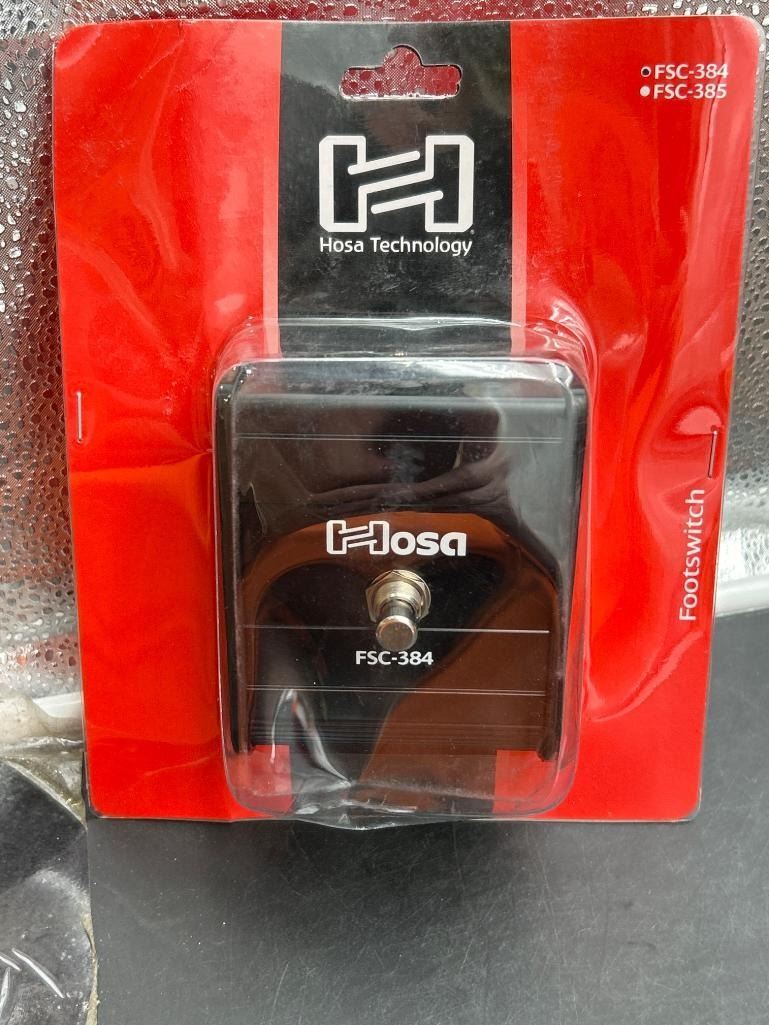 FSC-384
FSC-385
Hosa Technology®
Hosa
FSC-384
Footswitch